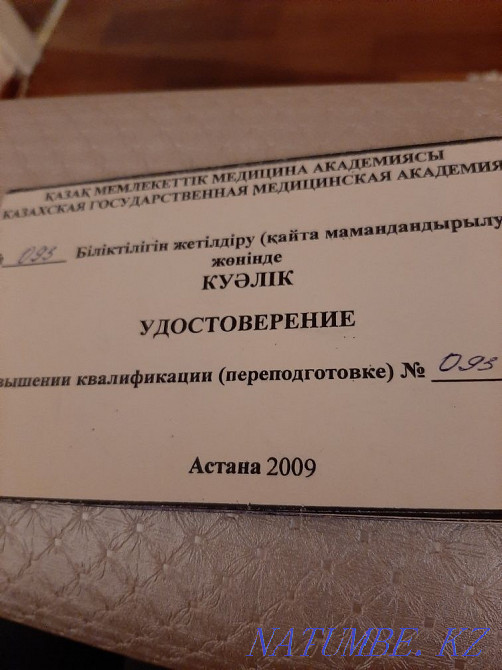 ҚАЗАҚ МЕМЛЕКЕТТІК МЕДИЦИНА АКАДЕМИЯСЫ
КАЗАХСКАЯ ГОСУДАРСТВЕННАЯ МЕДИЦИНСКАЯ АКАДЕМИЯ
№ 093 Біліктілігін жетілдіру (қайта мамандандырылу
жөнінде
КУӘЛІК
УДОСТОВЕРЕНИЕ
вышении квалификации (переподготовке) № 093
Астана 2009
NATUMBE.KZ